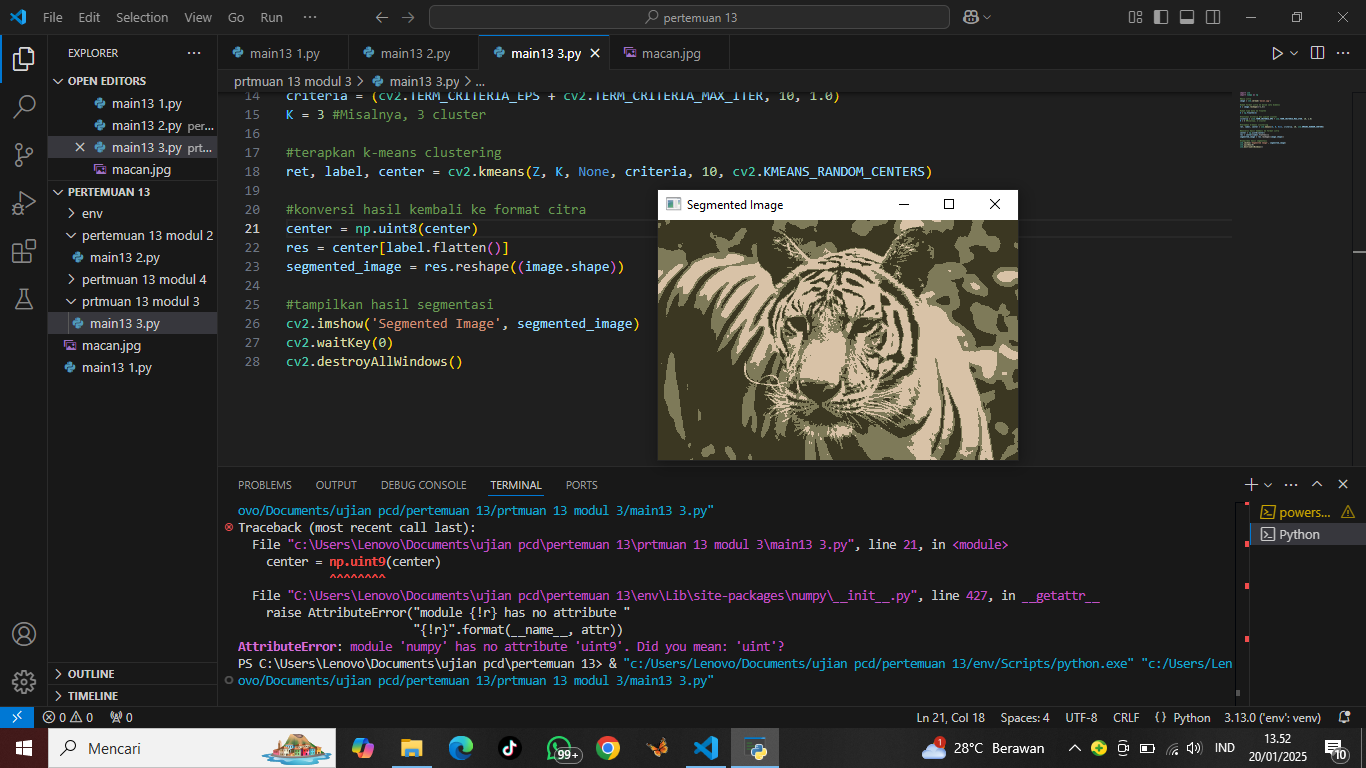 File Edit Selection View Go Run ··· pertemuan 13
EXPLORER ···
OPEN EDITORS
main13 1.py
main13 2.py per...
main13 3.py prt...
macan.jpg
PERTEMUAN 13
env
pertemuan 13 modul 2
main13 2.py
pertemuan 13 modul 4
prtmuan 13 modul 3
main13 3.py
macan.jpg
main13 1.py
OUTLINE
TIMELINE
main13 1.py main13 2.py main13 3.py macan.jpg
prtmuan 13 modul 3 > main13 3.py > ...
14 criteria = (cv2.TERM_CRITERIA_EPS + cv2.TERM_CRITERIA_MAX_ITER, 10, 1.0)
15 K = 3 #Misalnya, 3 cluster
16
17 #terapkan k-means clustering
18 ret, label, center = cv2.kmeans(Z, K, None, criteria, 10, cv2.KMEANS_RANDOM_CENTERS)
19
20 #konversi hasil kembali ke format citra
21 center = np.uint8(center)
22 res = center[label.flatten()]
23 segmented_image = res.reshape((image.shape))
24
25 #tampilkan hasil segmentasi
26 cv2.imshow('Segmented Image', segmented_image)
27 cv2.waitKey(0)
28 cv2.destroyAllWindows()
Segmented Image
PROBLEMS OUTPUT DEBUG CONSOLE TERMINAL PORTS
ovo/Documents/ujian pcd/pertemuan 13/prtmuan 13 modul 3/main13 3.py"
Traceback (most recent call last):
File "c:\Users\Lenovo\Documents\ujian pcd\pertemuan 13\prtmuan 13 modul 3\main13 3.py", line 21, in <module>
center = np.uint9(center)
^^^^^^^^
File "C:\Users\Lenovo\Documents\ujian pcd\pertemuan 13\env\Lib\site-packages\numpy\__init__.py", line 427, in __getattr__
raise AttributeError("module {!r} has no attribute "
"{!r}".format(__name__, attr))
AttributeError: module 'numpy' has no attribute 'uint9'. Did you mean: 'uint'?
PS C:\Users\Lenovo\Documents\ujian pcd\pertemuan 13> & "c:/Users/Lenovo/Documents/ujian pcd/pertemuan 13/env/Scripts/python.exe" "c:/Users/Len
ovo/Documents/ujian pcd/pertemuan 13/prtmuan 13 modul 3/main13 3.py"
powers...
Python
0 0 0 Ln 21, Col 18 Spaces: 4 UTF-8 CRLF {} Python 3.13.0 ('env': venv)
Mencari 99+ 1 28°C Berawan IND 13.52
20/01/2025 10